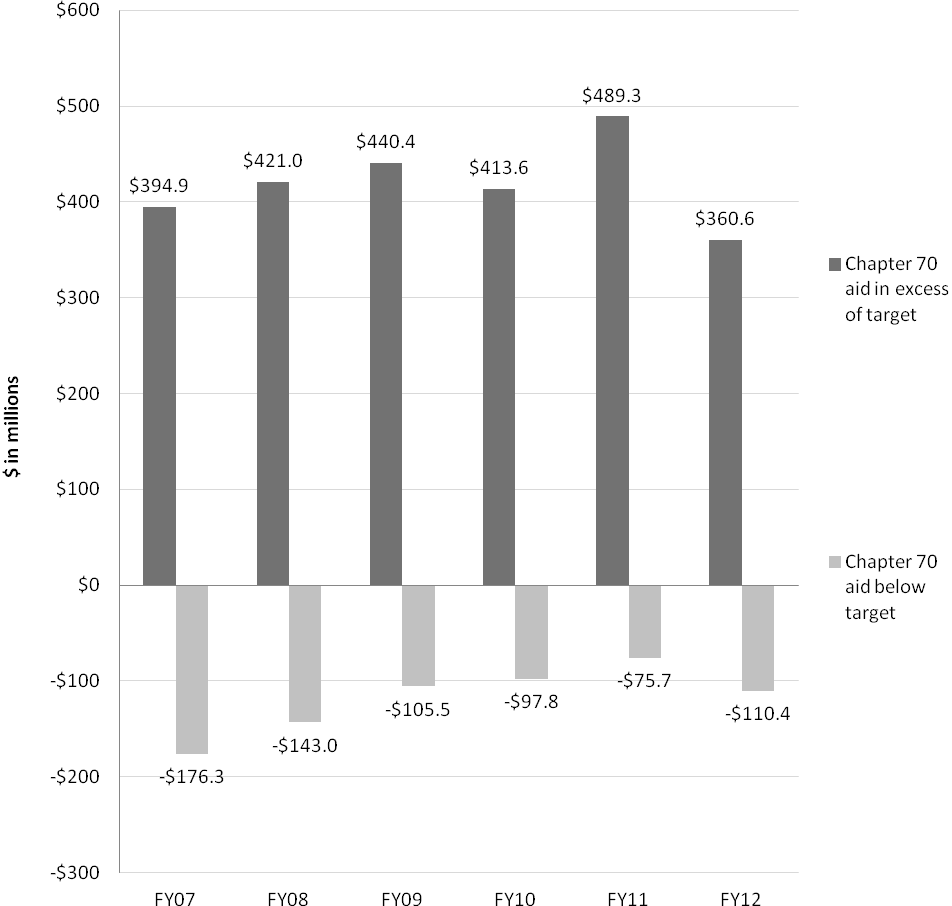 $600
$500
$400
$300
$200
$100
$0
-$100
-$200
-$300
$ in millions
$394.9
$421.0
$440.4
$413.6
$489.3
$360.6
-$176.3
-$143.0
-$105.5
-$97.8
-$75.7
-$110.4
FY07
FY08
FY09
FY10
FY11
FY12
Chapter 70
aid in excess
of target
Chapter 70
aid below
target